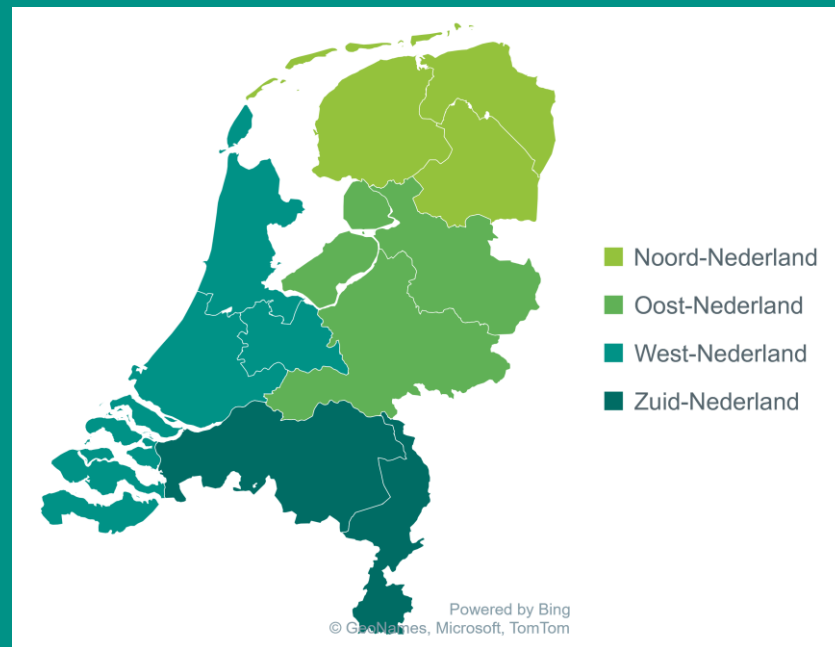 Noord-Nederland
Oost-Nederland
West-Nederland
Zuid-Nederland
Powered by Bing
© GeoNames, Microsoft, TomTom